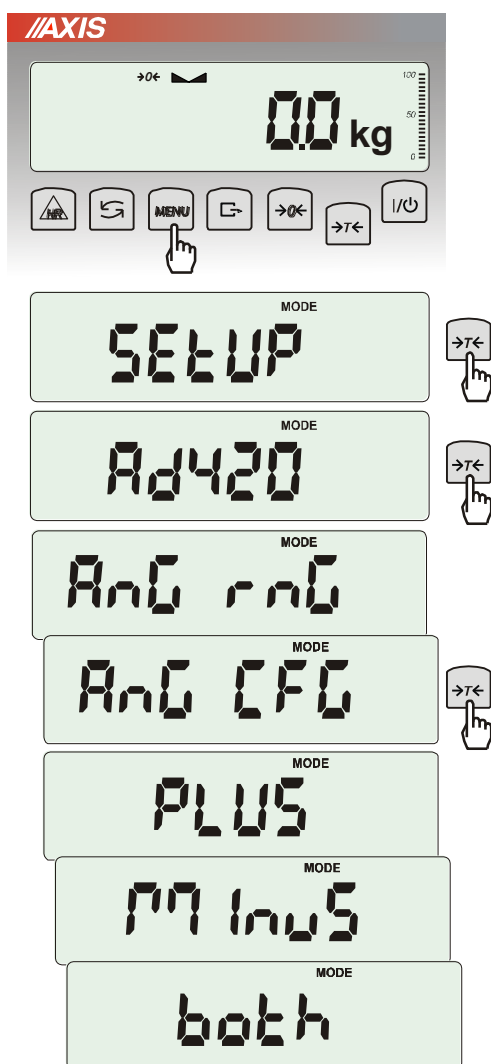 AXIS
→0← 100
50
0
0.0 kg
HR MENU →0← →T← I/⏻
MODE
SEtUP
→T←
MODE
Ad420
→T←
MODE
AnG rnG
MODE
AnG CFG
→T←
MODE
PLUS
MODE
MInuS
MODE
both